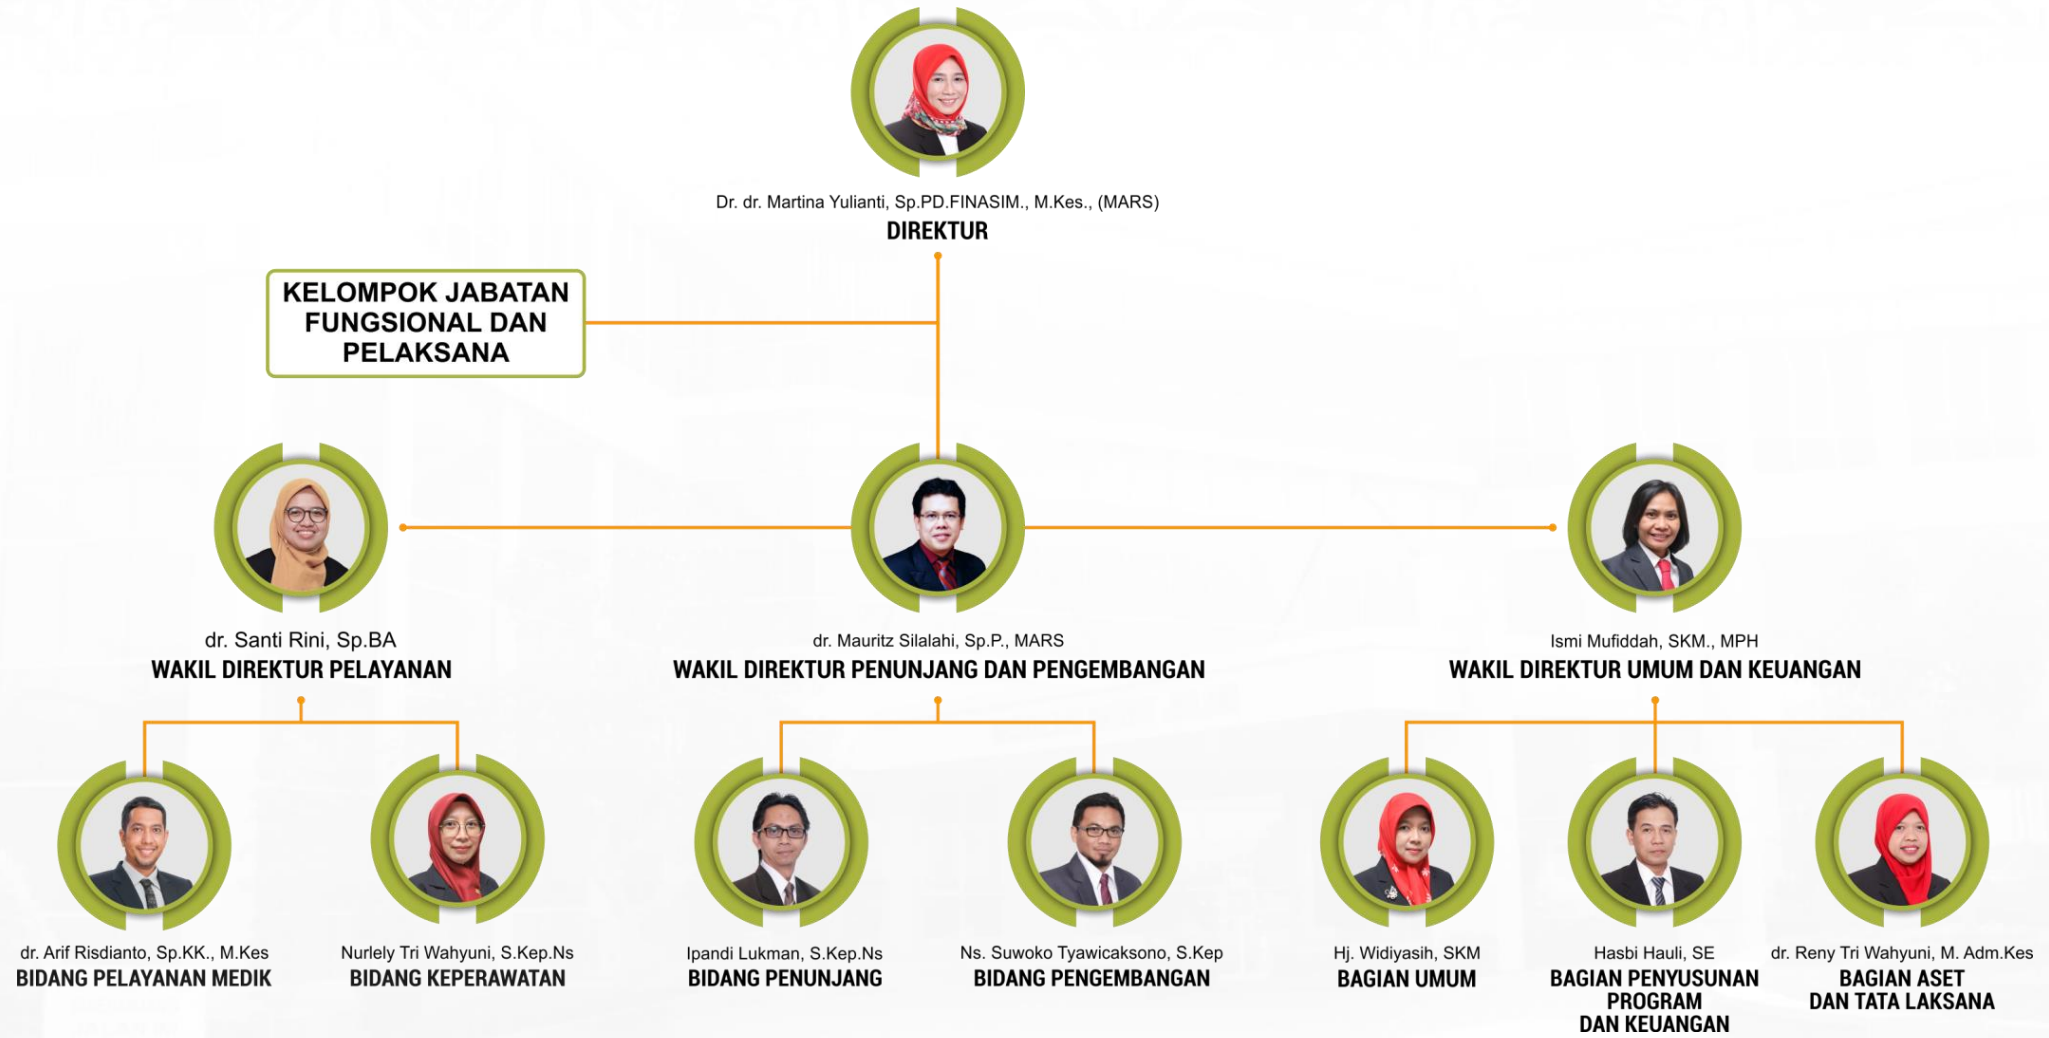 Dr. dr. Martina Yulianti, Sp.PD.FINASIM., M.Kes., (MARS)
DIREKTUR
KELOMPOK JABATAN
FUNGSIONAL DAN
PELAKSANA
dr. Santi Rini, Sp.BA
WAKIL DIREKTUR PELAYANAN
dr. Mauritz Silalahi, Sp.P., MARS
WAKIL DIREKTUR PENUNJANG DAN PENGEMBANGAN
Ismi Mufiddah, SKM., MPH
WAKIL DIREKTUR UMUM DAN KEUANGAN
dr. Arif Risdianto, Sp.KK., M.Kes
BIDANG PELAYANAN MEDIK
Nurlely Tri Wahyuni, S.Kep.Ns
BIDANG KEPERAWATAN
Ipandi Lukman, S.Kep.Ns
BIDANG PENUNJANG
Ns. Suwoko Tyawicaksono, S.Kep
BIDANG PENGEMBANGAN
Hj. Widiyasih, SKM
BAGIAN UMUM
Hasbi Hauli, SE
BAGIAN PENYUSUNAN
PROGRAM
DAN KEUANGAN
dr. Reny Tri Wahyuni, M. Adm.Kes
BAGIAN ASET
DAN TATA LAKSANA